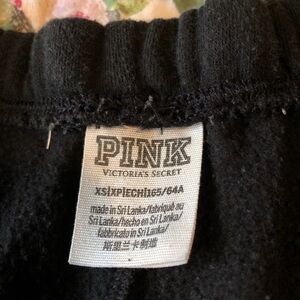 PINK
VICTORIA'S SECRET
XS|XP|ECH|165/64A
made in Sri Lanka/fabriqué au
Sri Lanka/hecho en Sri Lanka/
fabbricato in Sri Lanka/
斯里兰卡制造